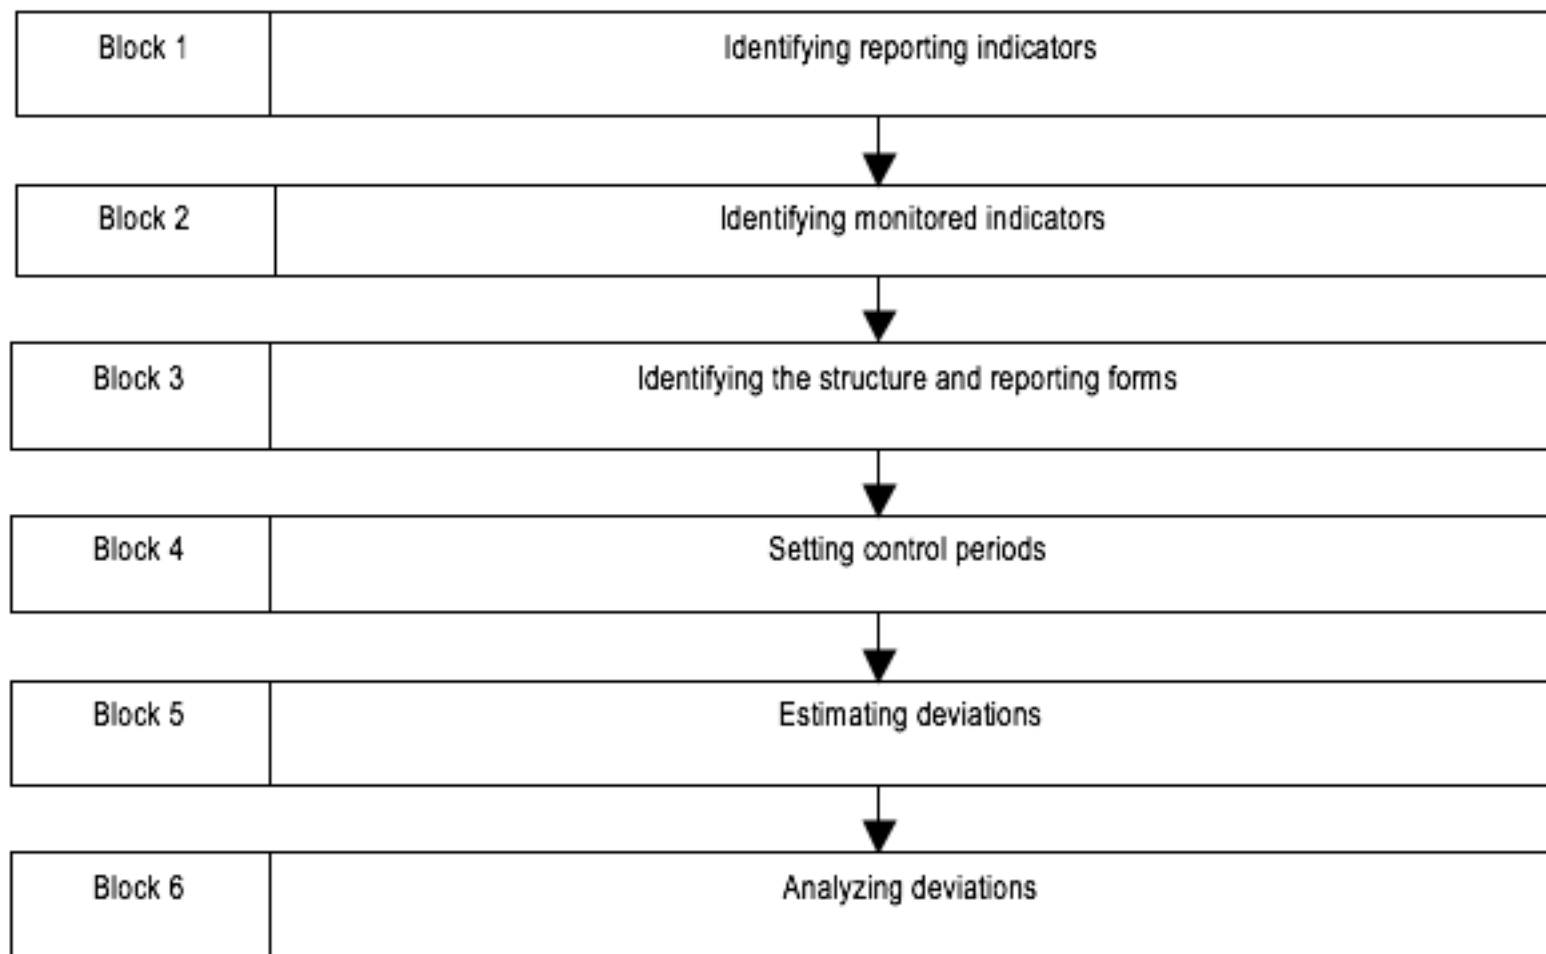 Block 1
Identifying reporting indicators
Block 2
Identifying monitored indicators
Block 3
Identifying the structure and reporting forms
Block 4
Setting control periods
Block 5
Estimating deviations
Block 6
Analyzing deviations